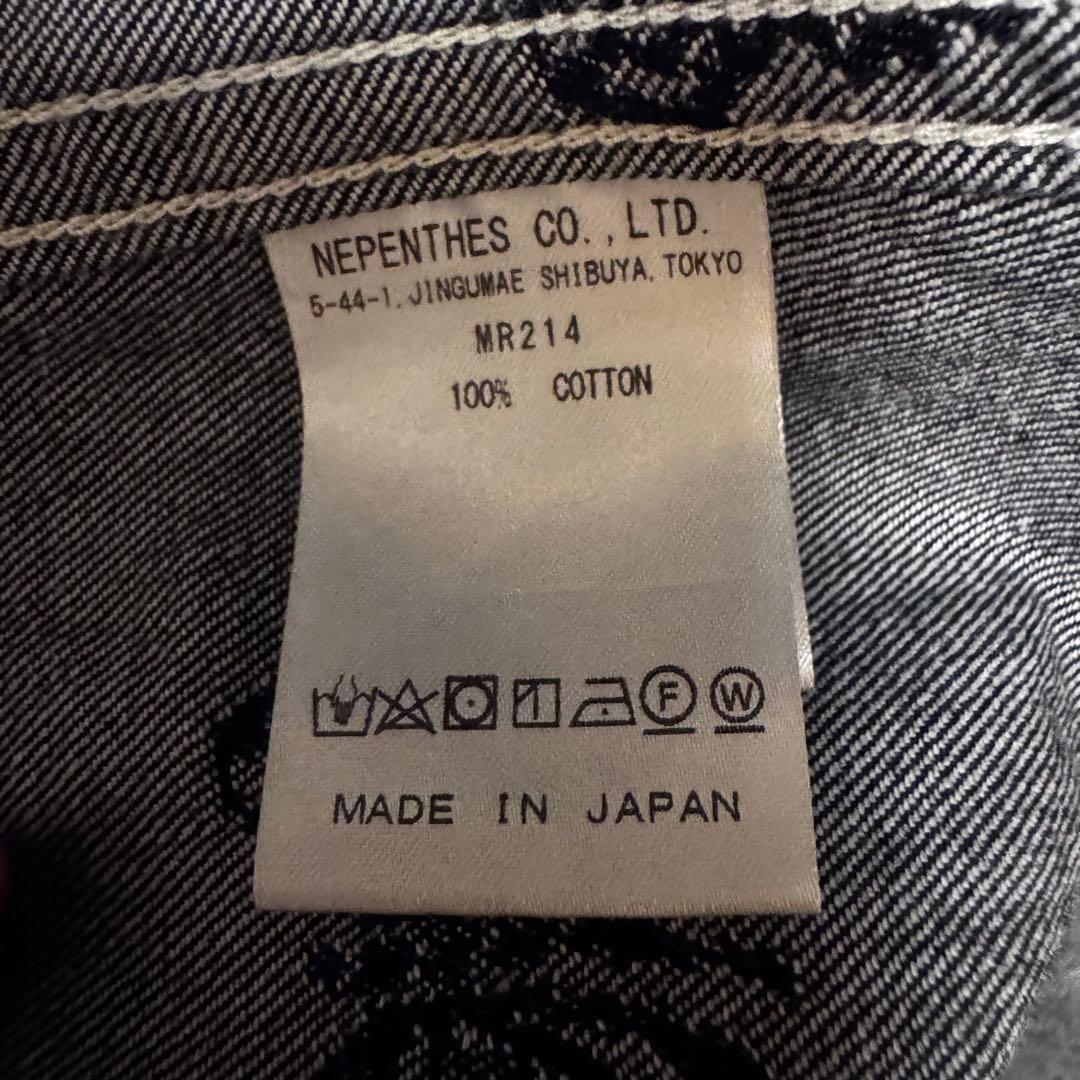 NEPENTHES CO., LTD.
5-44-1, JINGUMAE SHIBUYA, TOKYO
MR214
100% COTTON
F W
MADE IN JAPAN